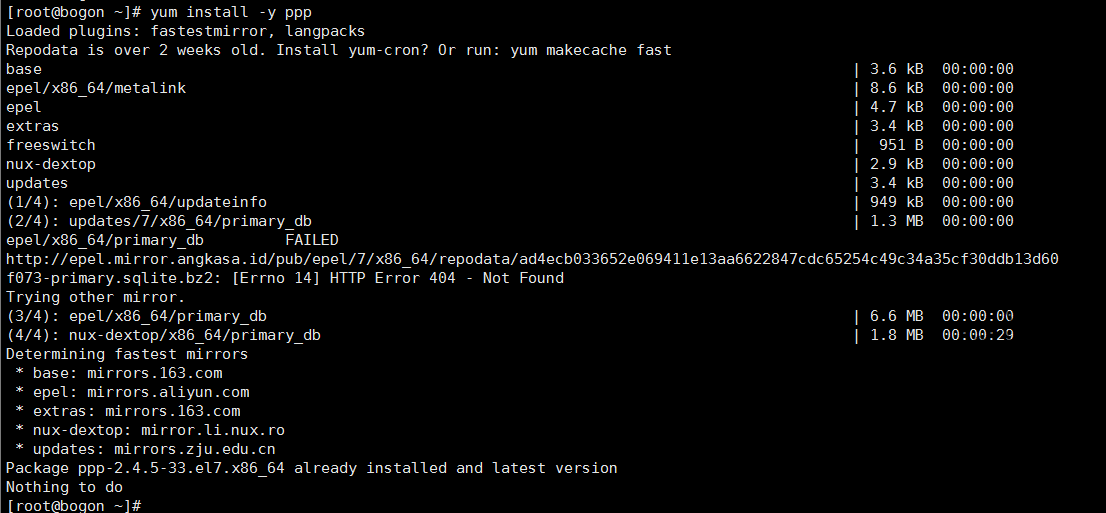 [root@bogon ~]# yum install -y ppp
Loaded plugins: fastestmirror, langpacks
Repodata is over 2 weeks old. Install yum-cron? Or run: yum makecache fast
base | 3.6 kB 00:00:00
epel/x86_64/metalink | 8.6 kB 00:00:00
epel | 4.7 kB 00:00:00
extras | 3.4 kB 00:00:00
freeswitch | 951 B 00:00:00
nux-dextop | 2.9 kB 00:00:00
updates | 3.4 kB 00:00:00
(1/4): epel/x86_64/updateinfo | 949 kB 00:00:00
(2/4): updates/7/x86_64/primary_db | 1.3 MB 00:00:00
epel/x86_64/primary_db FAILED
http://epel.mirror.angkasa.id/pub/epel/7/x86_64/repodata/ad4ecb033652e069411e13aa6622847cdc65254c49c34a35cf30ddb13d60
f073-primary.sqlite.bz2: [Errno 14] HTTP Error 404 - Not Found
Trying other mirror.
(3/4): epel/x86_64/primary_db | 6.6 MB 00:00:00
(4/4): nux-dextop/x86_64/primary_db | 1.8 MB 00:00:29
Determining fastest mirrors
 * base: mirrors.163.com
 * epel: mirrors.aliyun.com
 * extras: mirrors.163.com
 * nux-dextop: mirror.li.nux.ro
 * updates: mirrors.zju.edu.cn
Package ppp-2.4.5-33.el7.x86_64 already installed and latest version
Nothing to do
[root@bogon ~]#